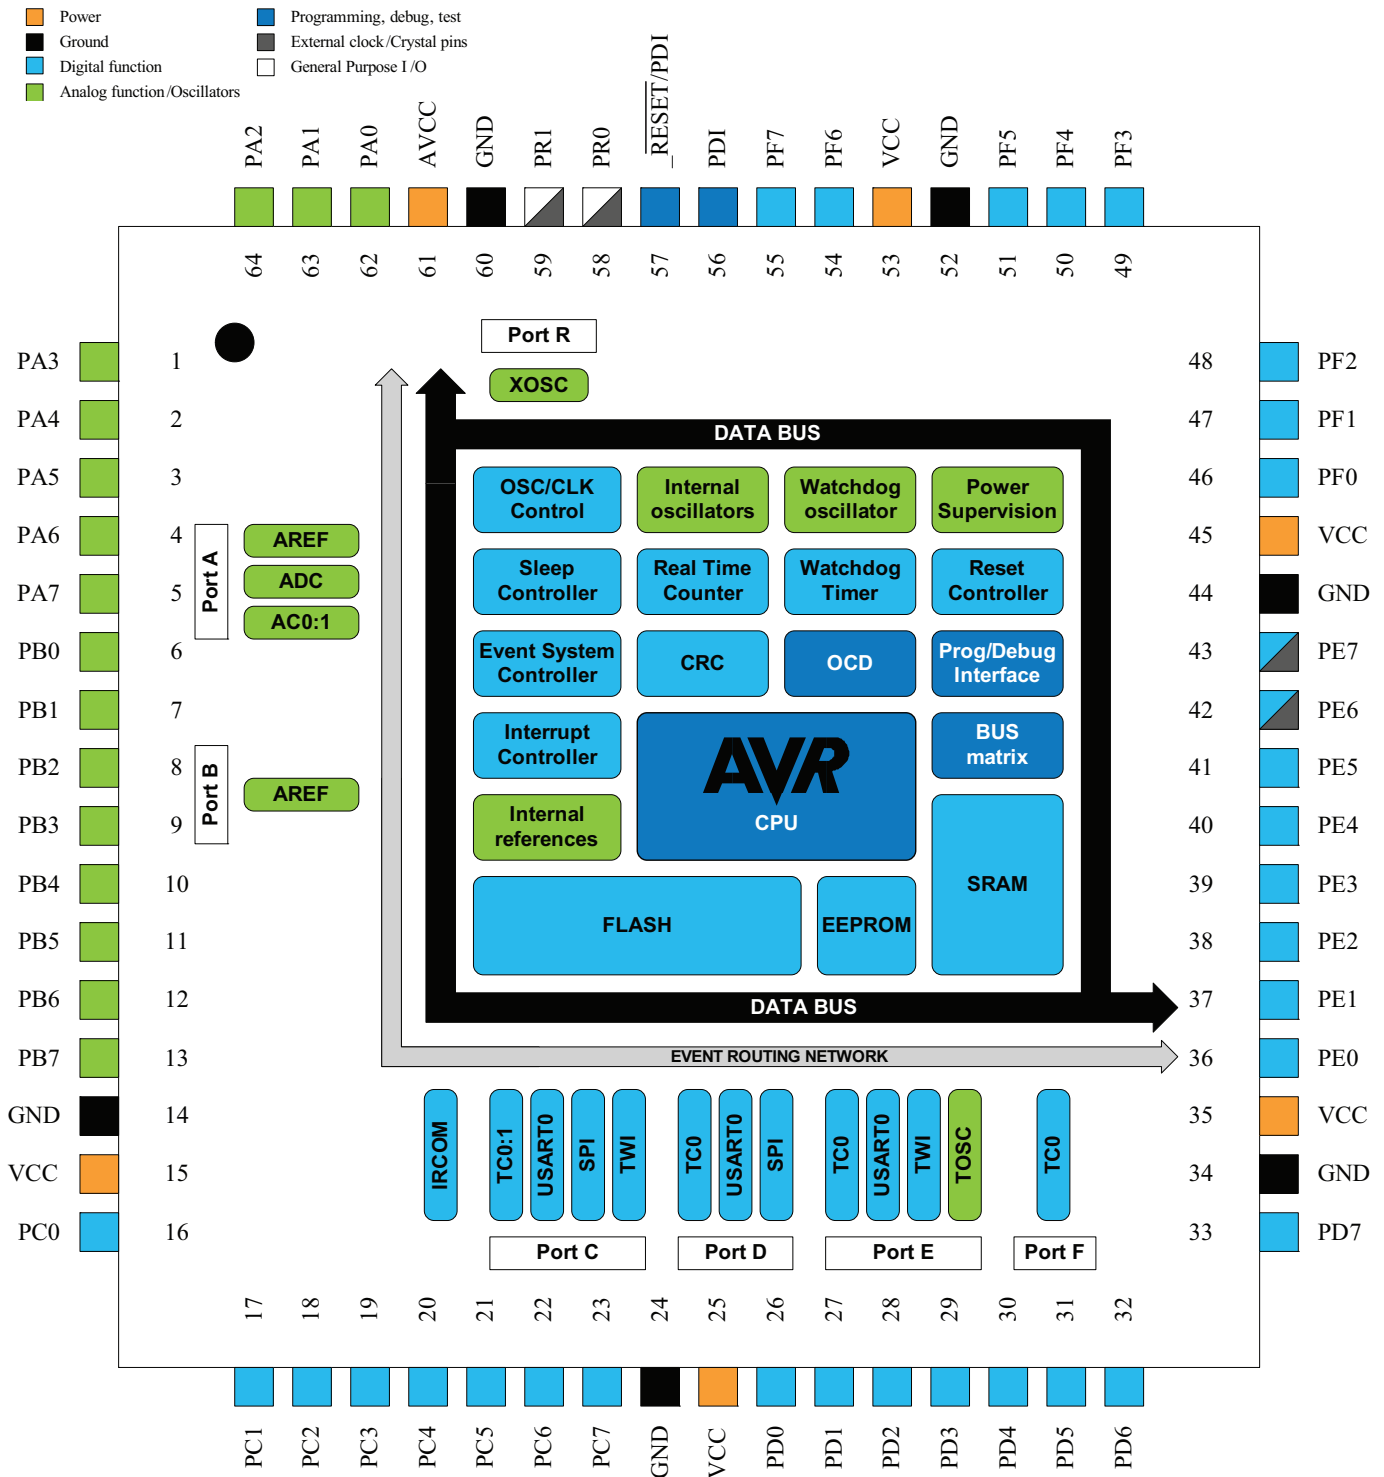 Power
Ground
Digital function
Analog function/Oscillators
Programming, debug, test
External clock/Crystal pins
General Purpose I/O
PA2
PA1
PA0
AVCC
GND
PR1
PR0
_RESET/PDI
PDI
PF7
PF6
VCC
GND
PF5
PF4
PF3
64
63
62
61
60
59
58
57
56
55
54
53
52
51
50
49
PA3 1
PA4 2
PA5 3
PA6 4
PA7 5
PB0 6
PB1 7
PB2 8
PB3 9
PB4 10
PB5 11
PB6 12
PB7 13
GND 14
VCC 15
PC0 16
Port A
AREF
ADC
AC0:1
Port B
AREF
Port R
XOSC
DATA BUS
OSC/CLK
Control
Internal
oscillators
Watchdog
oscillator
Power
Supervision
Sleep
Controller
Real Time
Counter
Watchdog
Timer
Reset
Controller
Event System
Controller
CRC
OCD
Prog/Debug
Interface
Interrupt
Controller
AVR
CPU
BUS
matrix
Internal
references
SRAM
FLASH
EEPROM
DATA BUS
EVENT ROUTING NETWORK
IRCOM
TC0:1
USART0
SPI
TWI
TC0
USART0
SPI
TC0
USART0
TWI
TOSC
TC0
Port C
Port D
Port E
Port F
48 PF2
47 PF1
46 PF0
45 VCC
44 GND
43 PE7
42 PE6
41 PE5
40 PE4
39 PE3
38 PE2
37 PE1
36 PE0
35 VCC
34 GND
33 PD7
17
18
19
20
21
22
23
24
25
26
27
28
29
30
31
32
PC1
PC2
PC3
PC4
PC5
PC6
PC7
GND
VCC
PD0
PD1
PD2
PD3
PD4
PD5
PD6